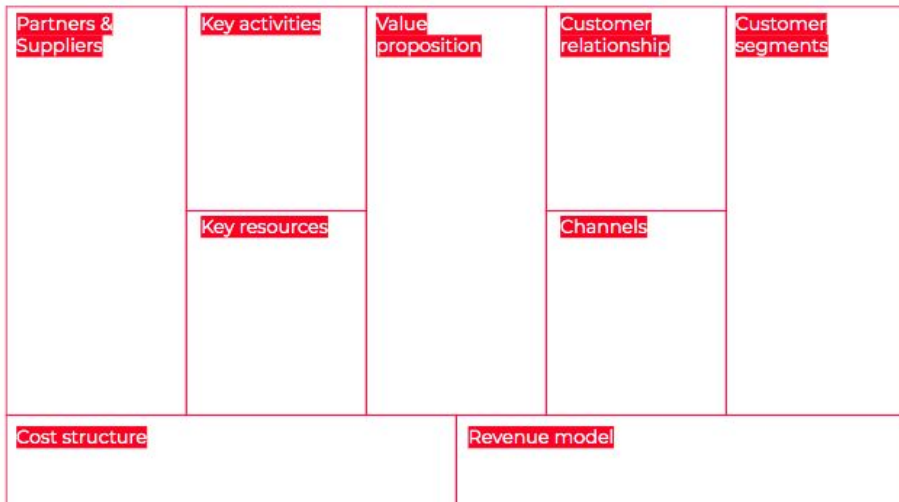 Partners &
Suppliers
Key activities
Key resources
Value
proposition
Customer
relationship
Channels
Customer
segments
Cost structure
Revenue model